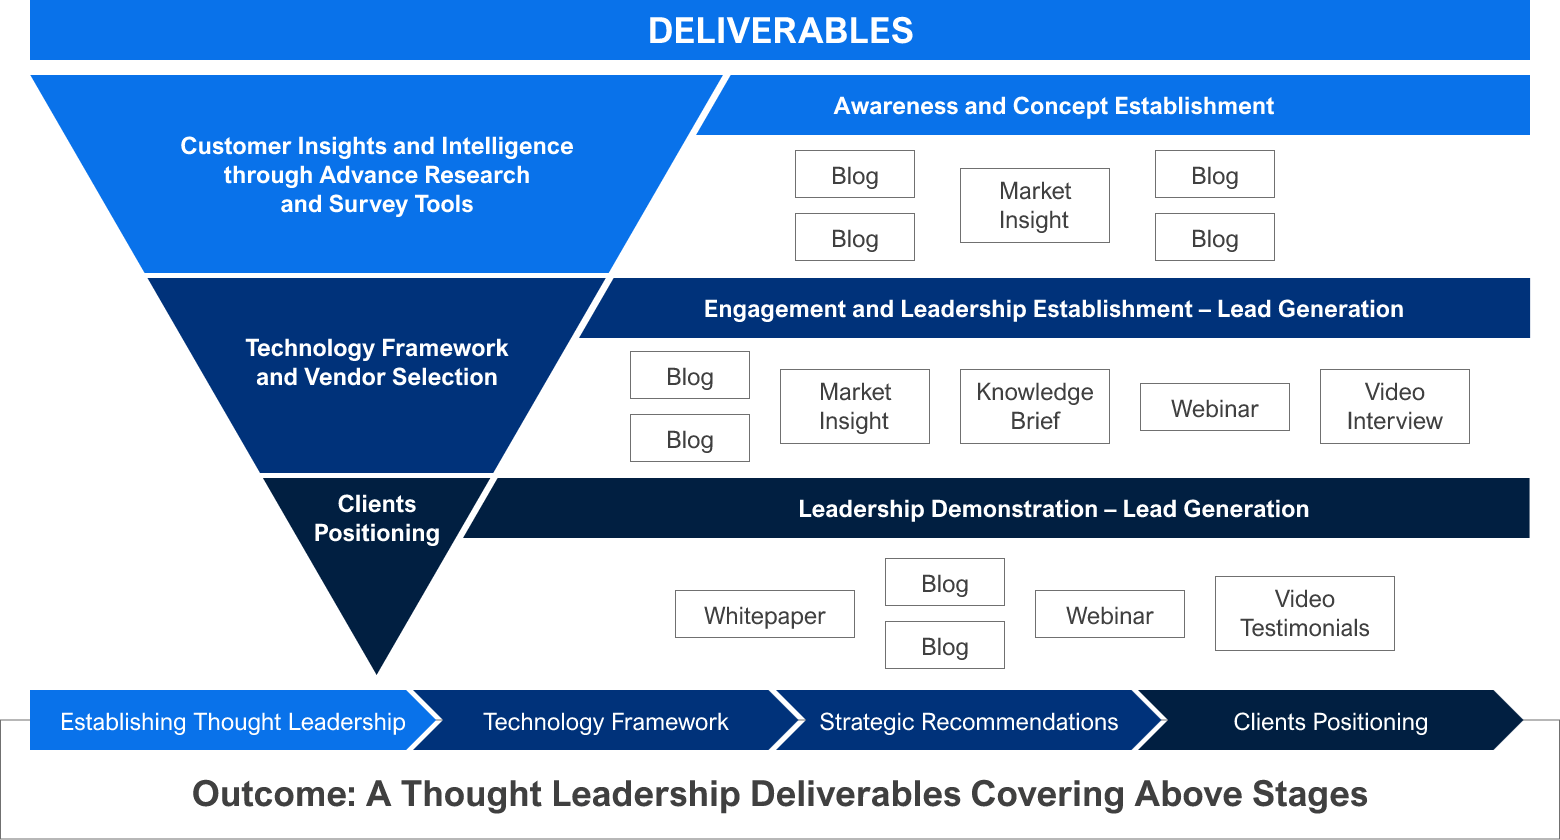 DELIVERABLES
Customer Insights and Intelligence
through Advance Research
and Survey Tools
Awareness and Concept Establishment
Blog
Blog
Market
Insight
Blog
Blog
Technology Framework
and Vendor Selection
Engagement and Leadership Establishment – Lead Generation
Blog
Blog
Market
Insight
Knowledge
Brief
Webinar
Video
Interview
Clients
Positioning
Leadership Demonstration – Lead Generation
Whitepaper
Blog
Blog
Webinar
Video
Testimonials
Establishing Thought Leadership
Technology Framework
Strategic Recommendations
Clients Positioning
Outcome: A Thought Leadership Deliverables Covering Above Stages